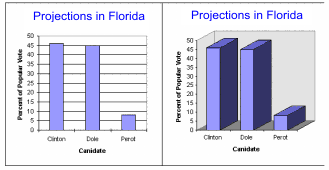 Projections in Florida
Percent of Popular Vote
50
45
40
35
30
25
20
15
10
5
0
Clinton Dole Perot
Canidate
Projections in Florida
Percent of Popular Vote
50
45
40
35
30
25
20
15
10
5
0
Clinton Dole Perot
Canidate